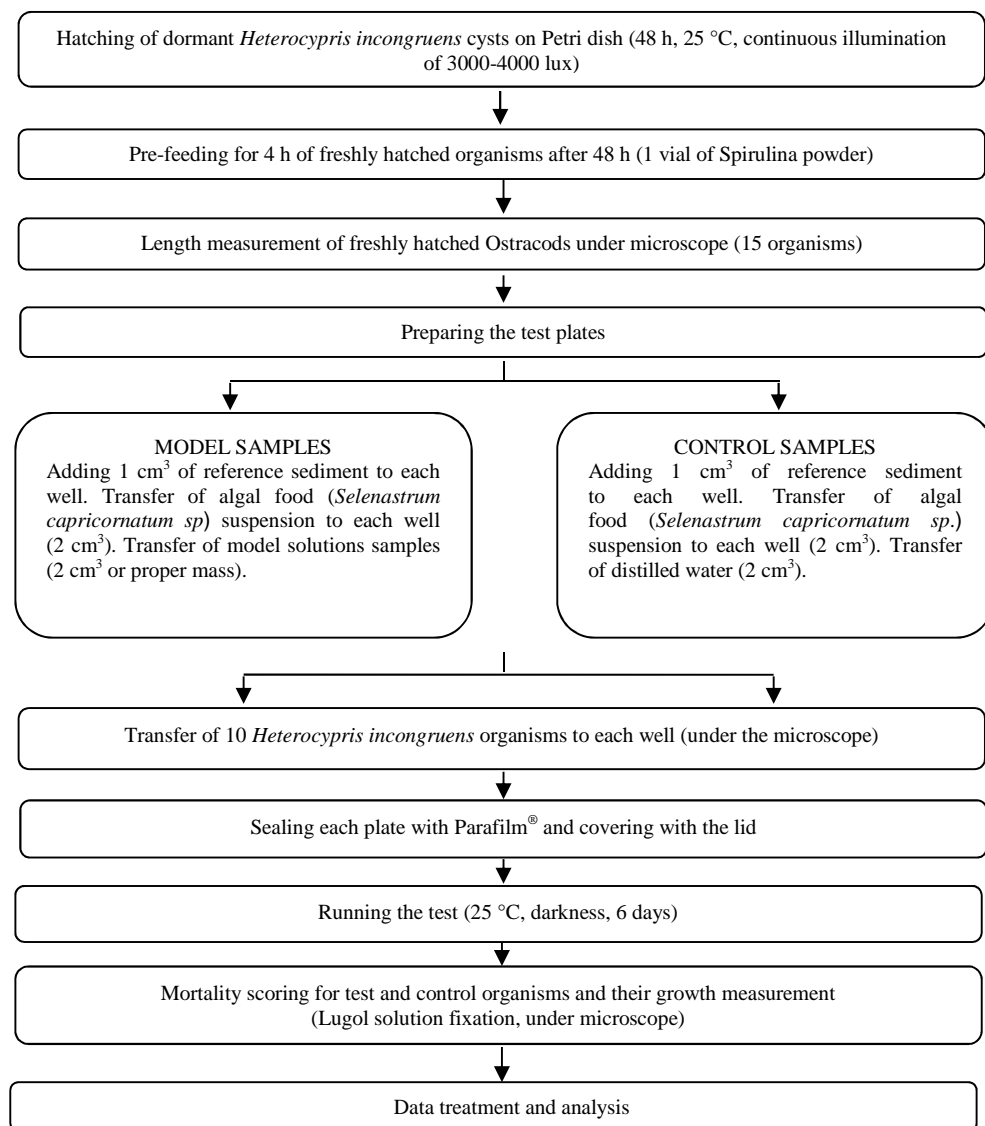 Hatching of dormant Heterocypris incongruens cysts on Petri dish (48 h, 25 °C, continuous illumination
of 3000-4000 lux)
Pre-feeding for 4 h of freshly hatched organisms after 48 h (1 vial of Spirulina powder)
Length measurement of freshly hatched Ostracods under microscope (15 organisms)
Preparing the test plates
MODEL SAMPLES
Adding 1 cm³ of reference sediment to each
well. Transfer of algal food (Selenastrum
capricornatum sp) suspension to each well
(2 cm³). Transfer of model solutions samples
(2 cm³ or proper mass).
CONTROL SAMPLES
Adding 1 cm³ of reference sediment
to each well. Transfer of algal
food (Selenastrum capricornatum sp.)
suspension to each well (2 cm³). Transfer
of distilled water (2 cm³).
Transfer of 10 Heterocypris incongruens organisms to each well (under the microscope)
Sealing each plate with Parafilm® and covering with the lid
Running the test (25 °C, darkness, 6 days)
Mortality scoring for test and control organisms and their growth measurement
(Lugol solution fixation, under microscope)
Data treatment and analysis